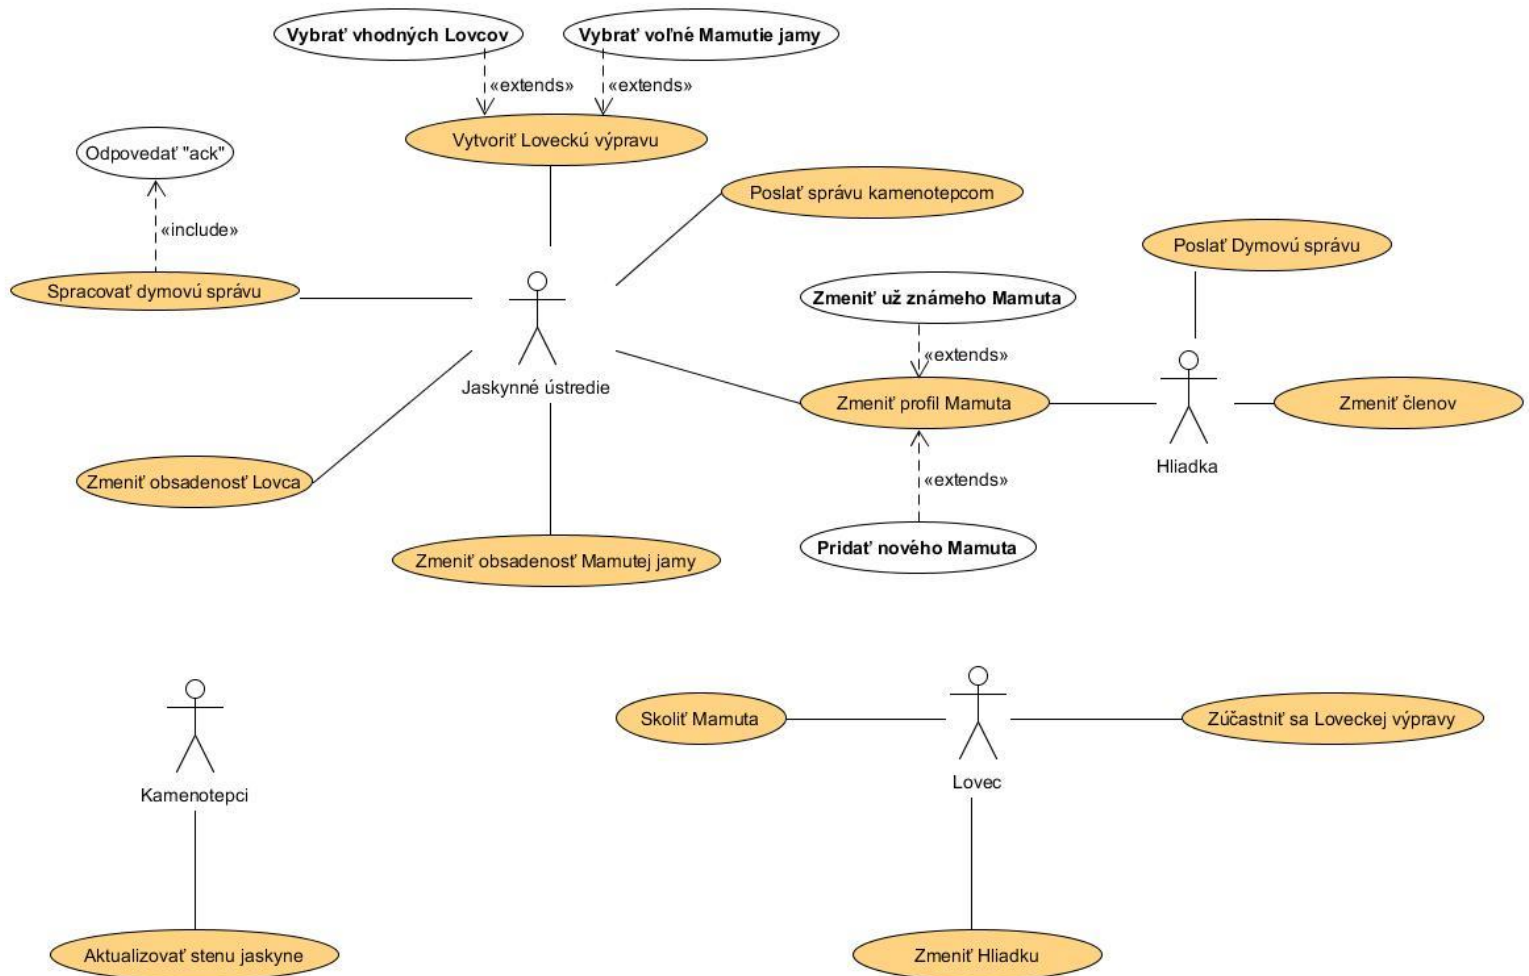 Vybrať vhodných Lovcov
Vybrať voľné Mamutie jamy
«extends»
«extends»
Vytvoriť Loveckú výpravu
Odpovedať "ack"
Poslať správu kamenotepcom
«include»
Poslať Dymovú správu
Spracovať dymovú správu
Zmeniť už známeho Mamuta
«extends»
Jaskynné ústredie
Zmeniť profil Mamuta
Zmeniť členov
Hliadka
Zmeniť obsadenosť Lovca
«extends»
Pridať nového Mamuta
Zmeniť obsadenosť Mamutej jamy
Skoliť Mamuta
Zúčastniť sa Loveckej výpravy
Lovec
Kamenotepci
Aktualizovať stenu jaskyne
Zmeniť Hliadku